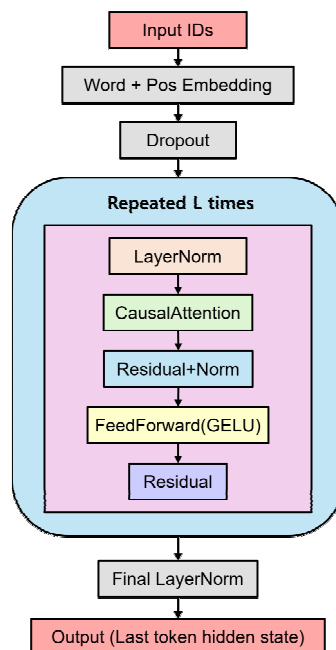 Input IDs
Word + Pos Embedding
Dropout
Repeated L times
LayerNorm
CausalAttention
Residual+Norm
FeedForward(GELU)
Residual
Final LayerNorm
Output (Last token hidden state)